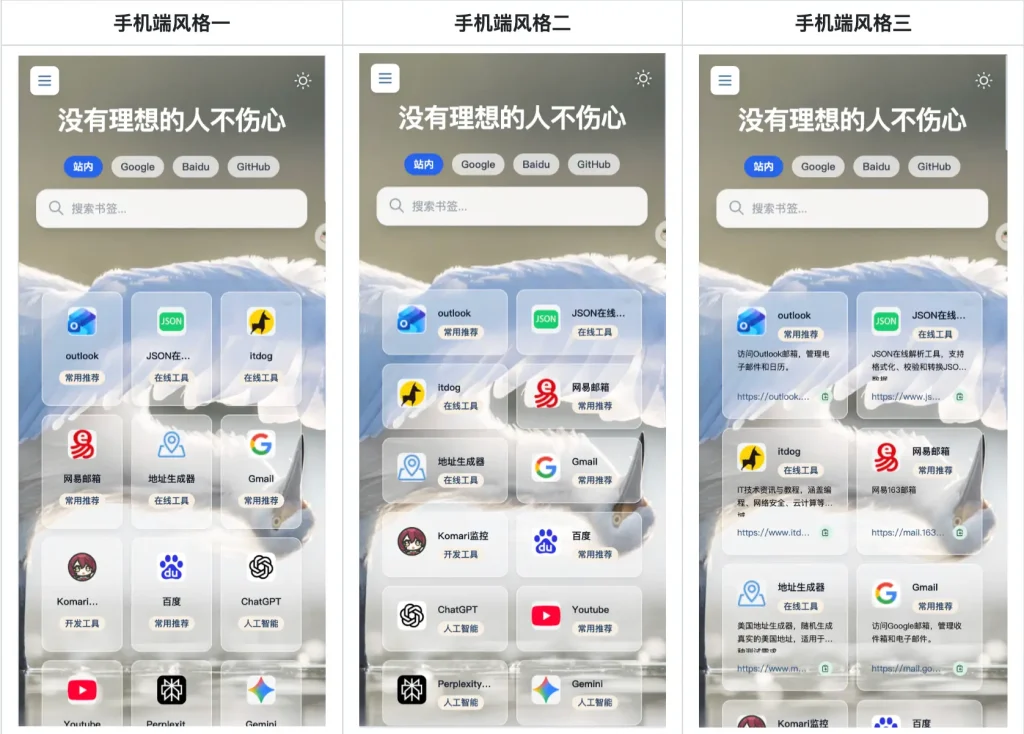 手机端风格一
手机端风格二
手机端风格三
没有理想的人不伤心
站内 Google Baidu GitHub
搜索书签...
outlook
常用推荐
JSON在...
在线工具
itdog
在线工具
网易邮箱
常用推荐
地址生成器
在线工具
Gmail
常用推荐
Komari...
开发工具
百度
常用推荐
ChatGPT
人工智能
Youtube
Perplexit
Gemini
没有理想的人不伤心
站内 Google Baidu GitHub
搜索书签...
outlook
常用推荐
JSON在线...
在线工具
itdog
在线工具
网易邮箱
常用推荐
地址生成器
在线工具
Gmail
常用推荐
Komari监控
开发工具
百度
常用推荐
ChatGPT
人工智能
Youtube
常用推荐
Perplexity...
人工智能
Gemini
人工智能
没有理想的人不伤心
站内 Google Baidu GitHub
搜索书签...
outlook
常用推荐
访问Outlook邮箱，管理电
子邮件和日历。
https://outlook....
JSON在线...
在线工具
JSON在线解析工具，支持
格式化、校验和转换JSO...
https://www.js...
itdog
在线工具
IT技术资讯与教程，涵盖编
程、网络安全、云计算等...
https://www.itd...
网易邮箱
常用推荐
网易163邮箱
https://mail.163...
地址生成器
在线工具
美国地址生成器，随机生成
真实的美国地址，适用于...
https://www.m...
Gmail
常用推荐
访问Google邮箱，管理收
件箱和电子邮件。
https://mail.go...
Komari监控
百度